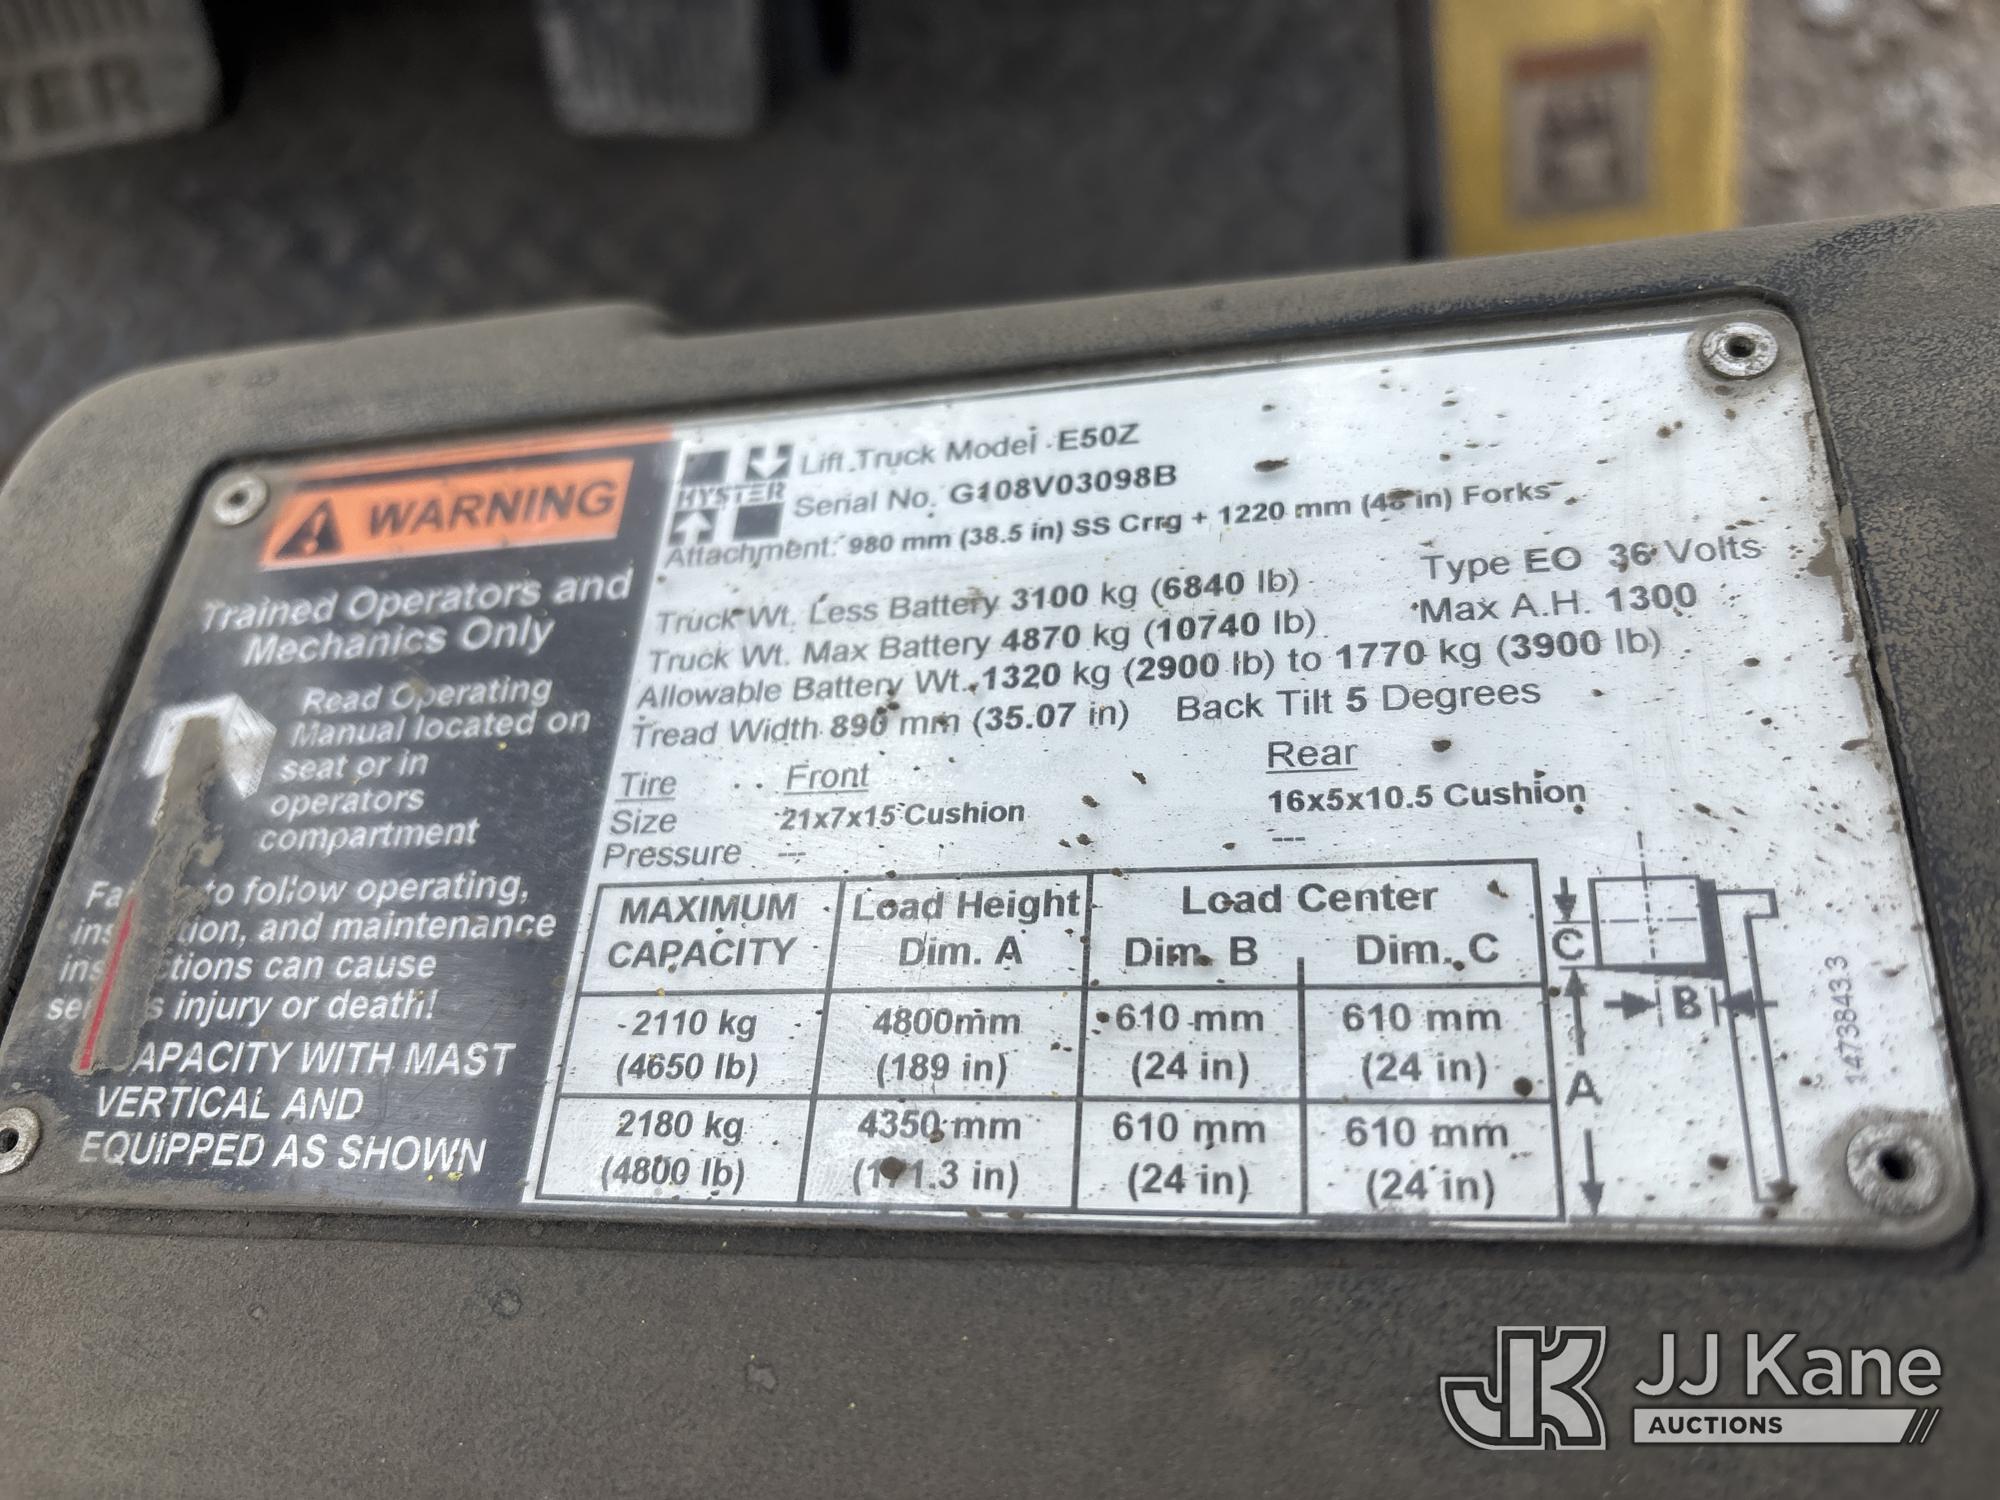 WARNING
Trained Operators and
Mechanics Only
Read Operating
Manual located on
seat or in
operators
compartment
to follow operating,
and maintenance
can cause
injury or death!
CAPACITY WITH MAST
VERTICAL AND
EQUIPPED AS SHOWN
HYSTER
Lift Truck Model E50Z
Serial No. G108V03098B
Attachment: 980 mm (38.5 in) SS Crrg + 1220 mm (48 in) Forks
Truck Wt. Less Battery 3100 kg (6840 lb) Type EO 36 Volts
Truck Wt. Max Battery 4870 kg (10740 lb) Max A.H. 1300
Allowable Battery Wt. 1320 kg (2900 lb) to 1770 kg (3900 lb)
Tread Width 890 mm (35.07 in) Back Tilt 5 Degrees
Tire Front Rear
Size 21x7x15 Cushion 16x5x10.5 Cushion
Pressure --- ---
MAXIMUM Load Height Load Center
CAPACITY Dim. A Dim. B Dim. C
2110 kg 4800mm 610 mm 610 mm
(4650 lb) (189 in) (24 in) (24 in)
2180 kg 4350 mm 610 mm 610 mm
(4800 lb) (171.3 in) (24 in) (24 in)
C
B
A
JK JJ Kane
AUCTIONS